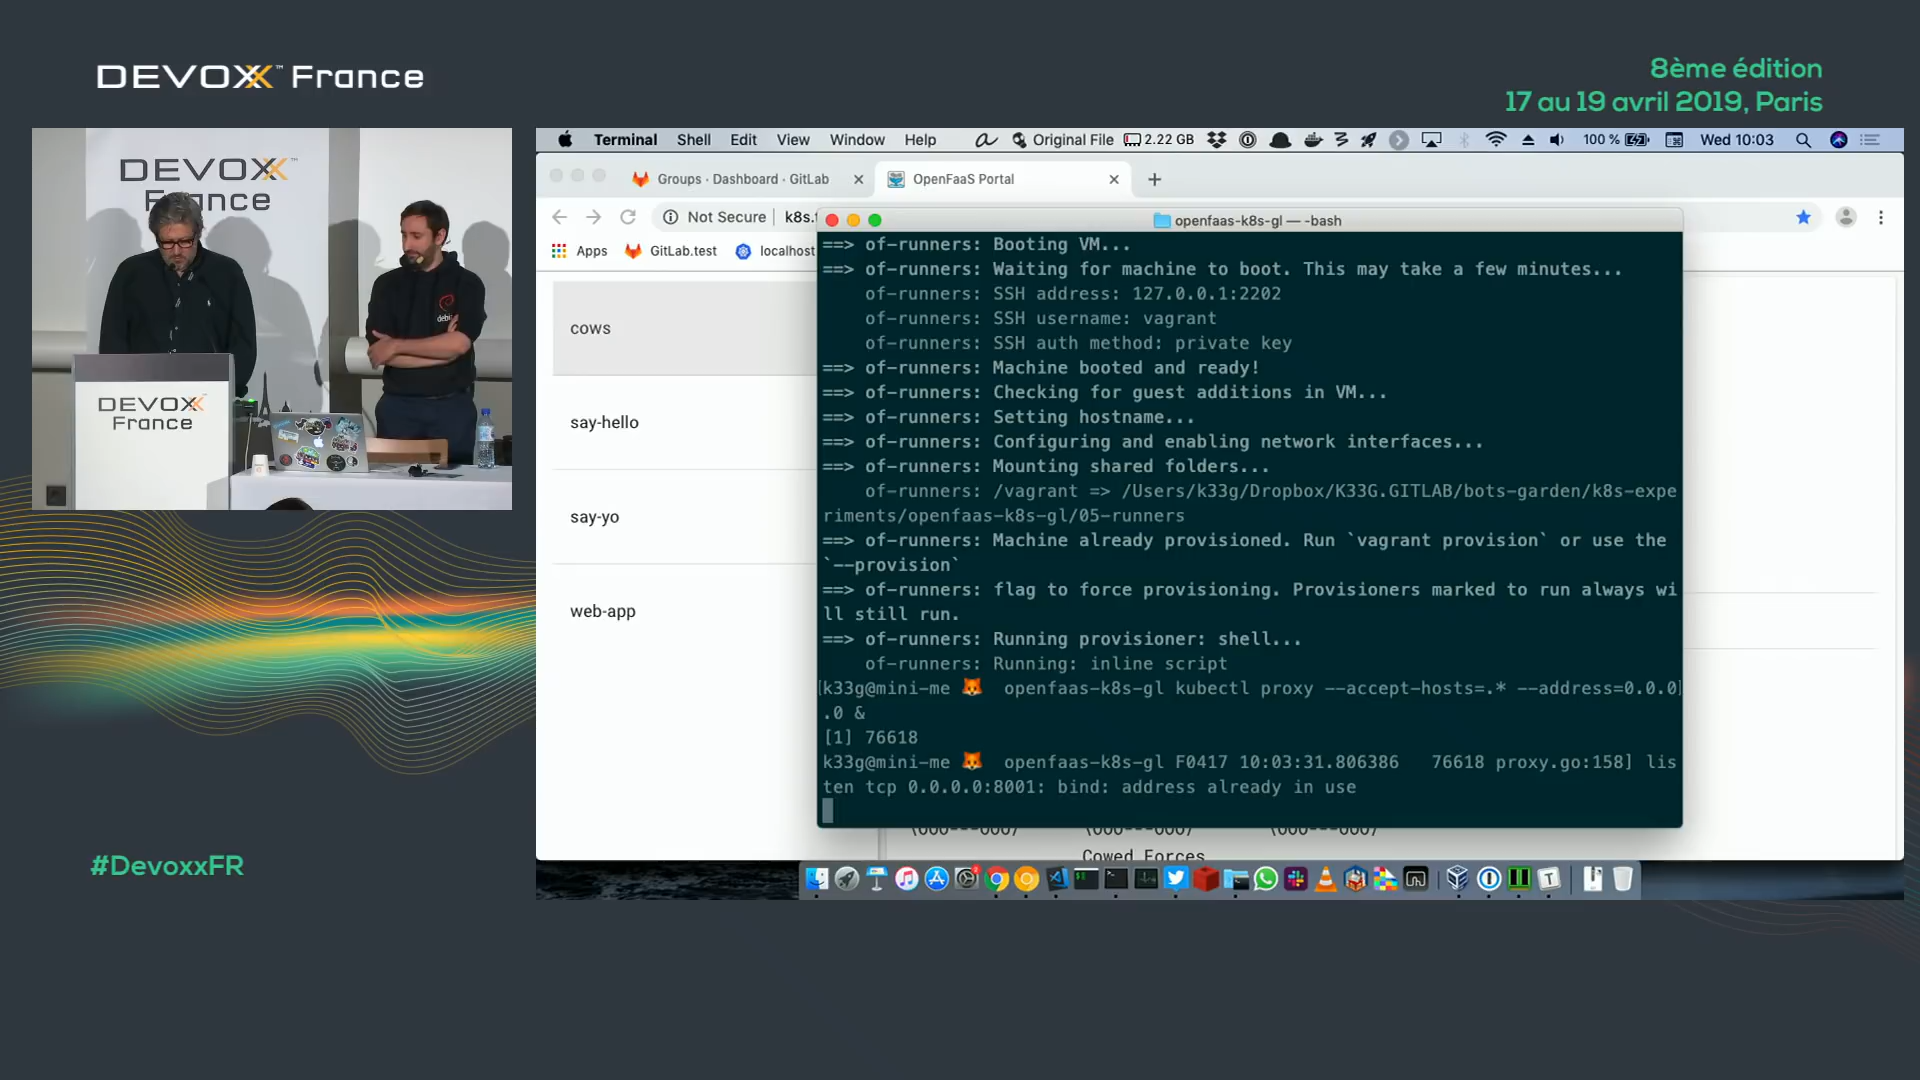 DEVOXX™ France
8ème édition
17 au 19 avril 2019, Paris
DEVOXX™
France
debi
DEVOXX
France
#DevoxxFR
Terminal Shell Edit View Window Help Original File 2.22 GB 100 % Wed 10:03
Groups · Dashboard · GitLab
OpenFaaS Portal
Not Secure | k8s.
openfaas-k8s-gl — -bash
Apps GitLab.test localhost
cows
say-hello
say-yo
web-app
==> of-runners: Booting VM...
==> of-runners: Waiting for machine to boot. This may take a few minutes...
of-runners: SSH address: 127.0.0.1:2202
of-runners: SSH username: vagrant
of-runners: SSH auth method: private key
==> of-runners: Machine booted and ready!
==> of-runners: Checking for guest additions in VM...
==> of-runners: Setting hostname...
==> of-runners: Configuring and enabling network interfaces...
==> of-runners: Mounting shared folders...
of-runners: /vagrant => /Users/k33g/Dropbox/K33G.GITLAB/bots-garden/k8s-expe
riments/openfaas-k8s-gl/05-runners
==> of-runners: Machine already provisioned. Run `vagrant provision` or use the
`--provision`
==> of-runners: flag to force provisioning. Provisioners marked to run always wi
ll still run.
==> of-runners: Running provisioner: shell...
of-runners: Running: inline script
[k33g@mini-me 🦊 openfaas-k8s-gl kubectl proxy --accept-hosts=.* --address=0.0.0]
.0 &
[1] 76618
k33g@mini-me 🦊 openfaas-k8s-gl F0417 10:03:31.806386 76618 proxy.go:158] lis
ten tcp 0.0.0.0:8001: bind: address already in use
Cowed Forces